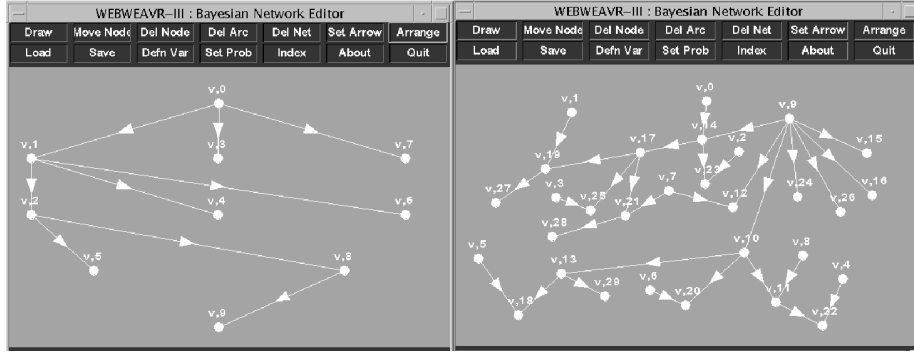 WEBWEAVR-III : Bayesian Network Editor
Draw Move Node Del Node Del Arc Del Net Set Arrow Arrange
Load Save Defn Var Set Prob Index About Quit
v,0
v,1 v,3 v,7
v,2 v,4 v,6
v,5 v,8
v,9
WEBWEAVR-III : Bayesian Network Editor
Draw Move Node Del Node Del Arc Del Net Set Arrow Arrange
Load Save Defn Var Set Prob Index About Quit
v,1 v,0 v,9
v,17 v,14 v,2 v,15
v,19
v,27 v,3 v,25 v,7 v,23 v,12 v,24 v,26 v,16
v,28 v,21
v,5 v,13 v,10 v,8
v,29 v,6 v,20 v,11 v,4
v,18 v,22